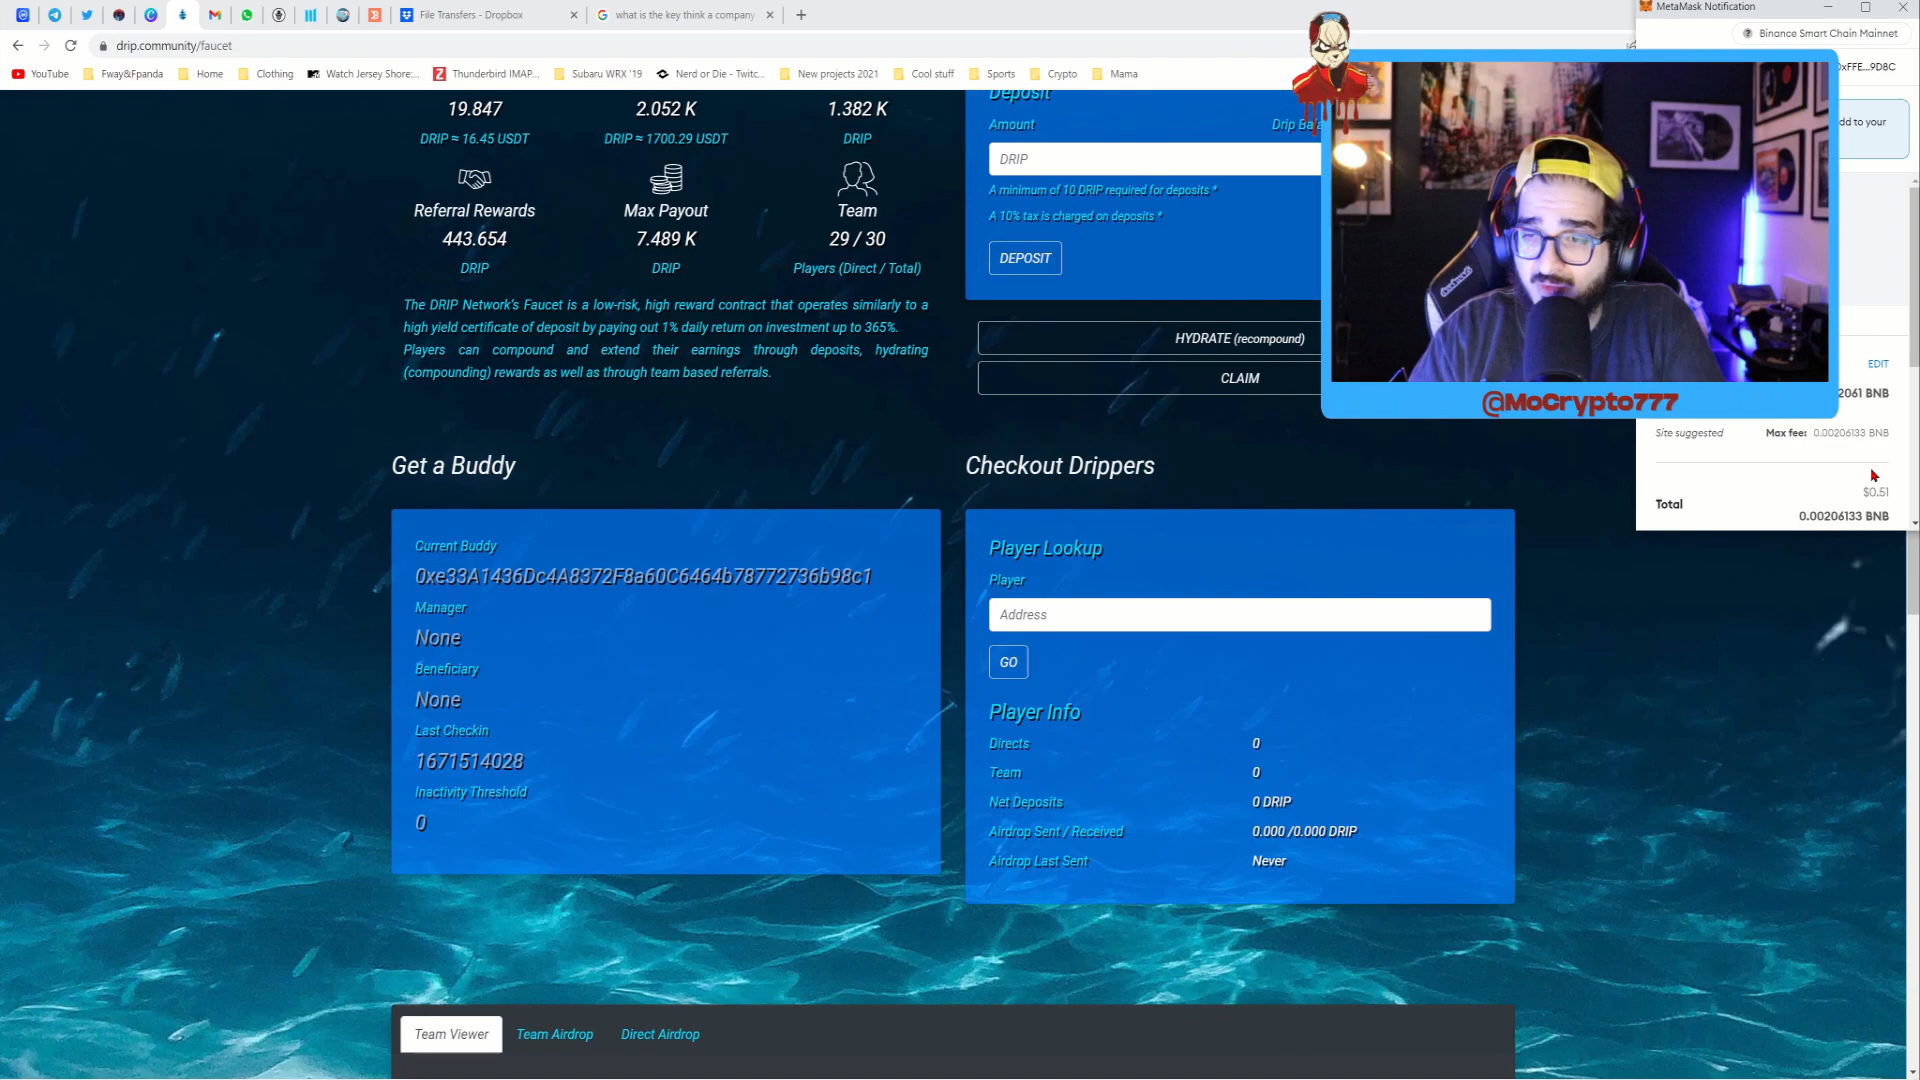 File Transfers - Dropbox
what is the key think a company
MetaMask Notification
drip.community/faucet
Binance Smart Chain Mainnet
YouTube
Fway&Fpanda
Home
Clothing
Watch Jersey Shore:...
Thunderbird IMAP...
Subaru WRX '19
Nerd or Die - Twitc...
New projects 2021
Cool stuff
Sports
Crypto
Mama
0xFFE...9D8C
19.847
2.052 K
1.382 K
DRIP ≈ 16.45 USDT
DRIP ≈ 1700.29 USDT
DRIP
Referral Rewards
Max Payout
Team
443.654
7.489 K
29 / 30
DRIP
DRIP
Players (Direct / Total)
The DRIP Network's Faucet is a low-risk, high reward contract that operates similarly to a
high yield certificate of deposit by paying out 1% daily return on investment up to 365%.
Players can compound and extend their earnings through deposits, hydrating
(compounding) rewards as well as through team based referrals.
Deposit
Amount
Drip
DRIP
A minimum of 10 DRIP required for deposits *
A 10% tax is charged on deposits *
DEPOSIT
HYDRATE (recompound)
CLAIM
@MoCrypto777
dd to your
EDIT
2061 BNB
Site suggested
Max fee: 0.00206133 BNB
$0.51
Total
0.00206133 BNB
Get a Buddy
Current Buddy
0xe33A1436Dc4A8372F8a60C6464b78772736b98c1
Manager
None
Beneficiary
None
Last Checkin
1671514028
Inactivity Threshold
0
Checkout Drippers
Player Lookup
Player
Address
GO
Player Info
Directs 0
Team 0
Net Deposits 0 DRIP
Airdrop Sent / Received 0.000 /0.000 DRIP
Airdrop Last Sent Never
Team Viewer
Team Airdrop
Direct Airdrop